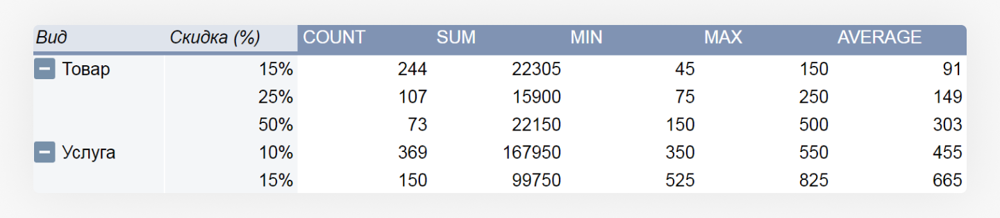 Вид Скидка (%) COUNT SUM MIN MAX AVERAGE
Товар 15% 244 22305 45 150 91
25% 107 15900 75 250 149
50% 73 22150 150 500 303
Услуга 10% 369 167950 350 550 455
15% 150 99750 525 825 665